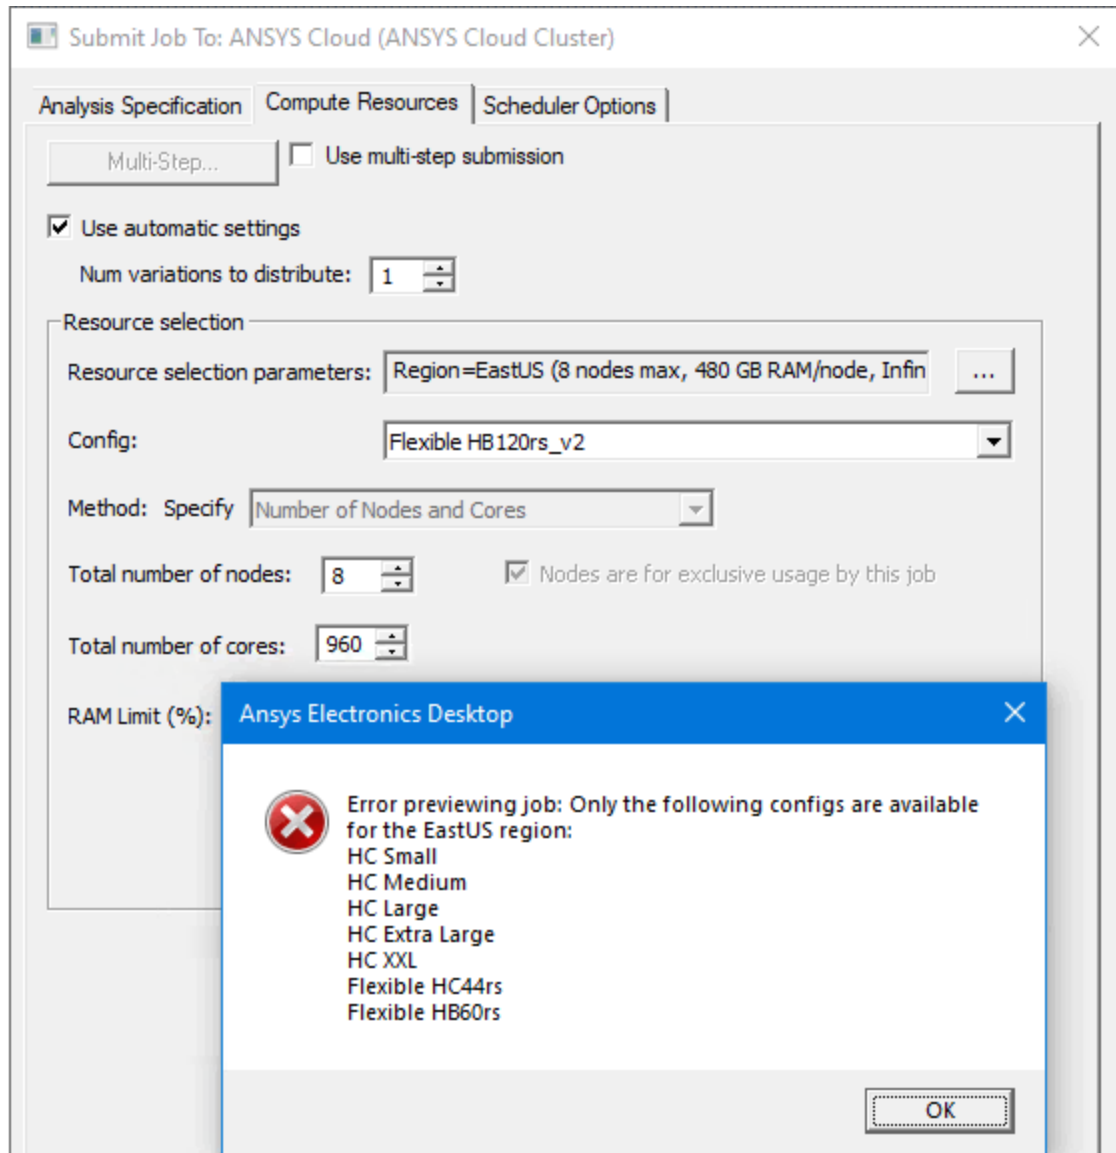 Submit Job To: ANSYS Cloud (ANSYS Cloud Cluster)
Analysis Specification Compute Resources Scheduler Options
Multi-Step... Use multi-step submission
Use automatic settings
Num variations to distribute: 1
Resource selection
Resource selection parameters: Region=EastUS (8 nodes max, 480 GB RAM/node, Infin ...
Config: Flexible HB120rs_v2
Method: Specify Number of Nodes and Cores
Total number of nodes: 8 Nodes are for exclusive usage by this job
Total number of cores: 960
RAM Limit (%):
Ansys Electronics Desktop
Error previewing job: Only the following configs are available
for the EastUS region:
HC Small
HC Medium
HC Large
HC Extra Large
HC XXL
Flexible HC44rs
Flexible HB60rs
OK